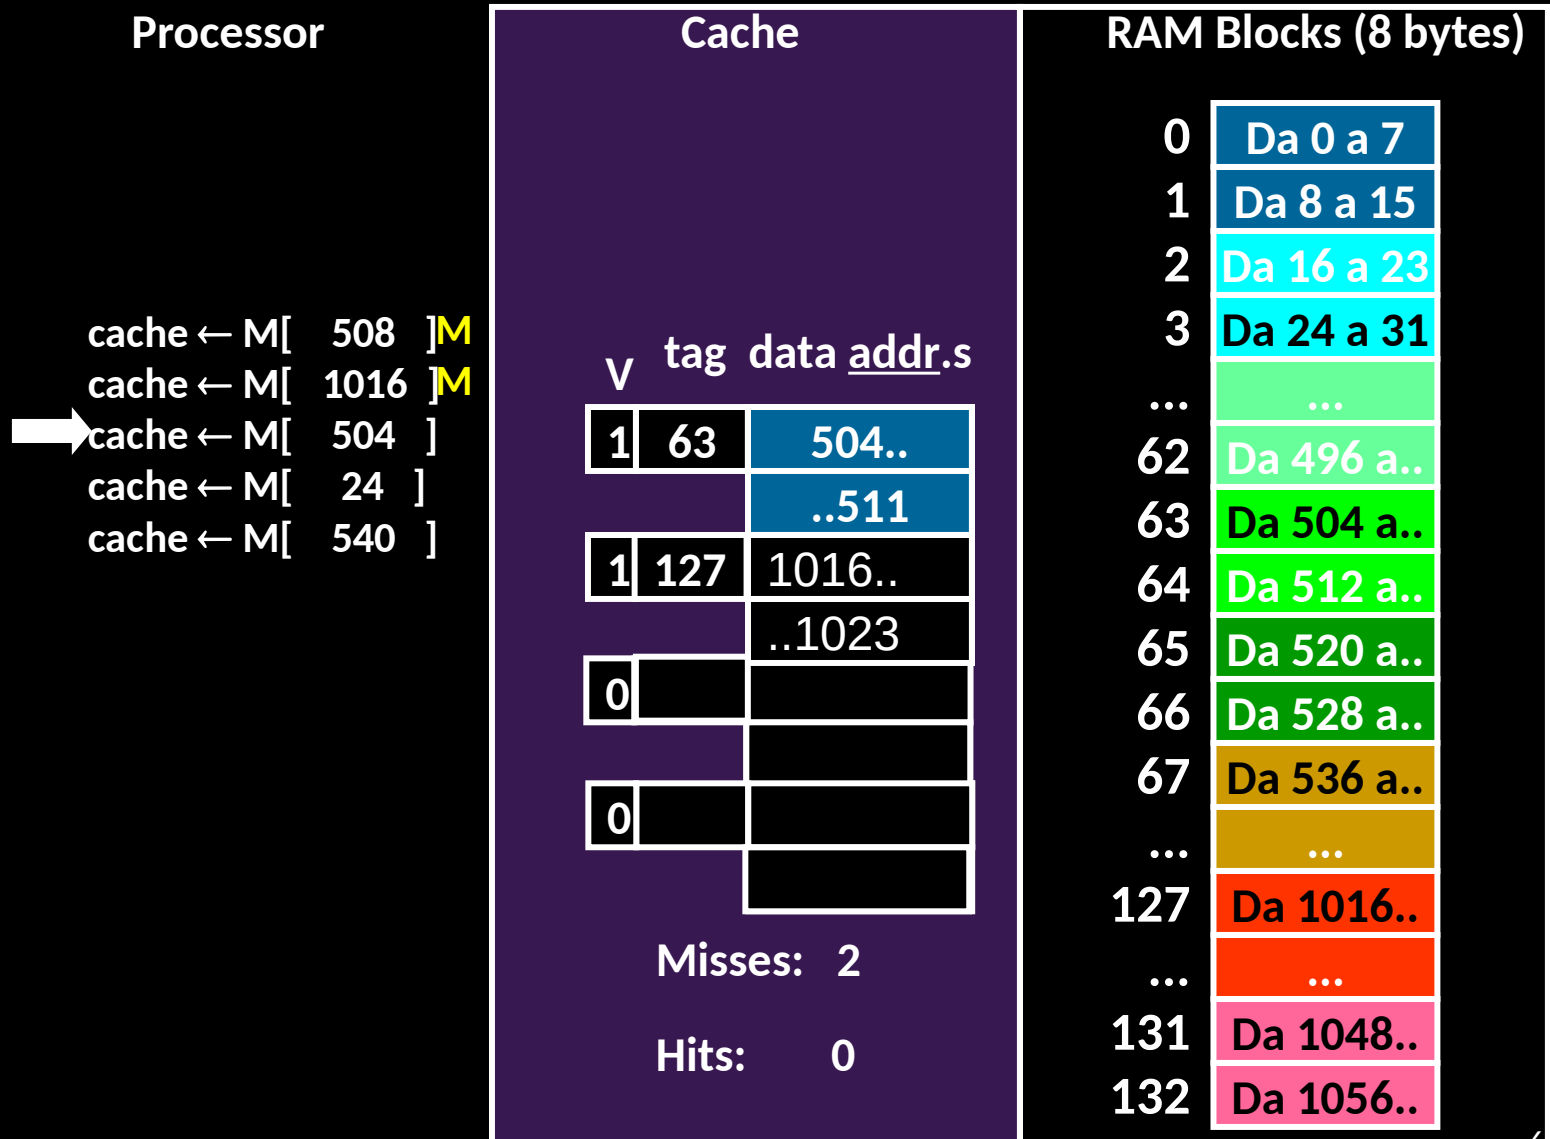 Processor
cache ← M[ 508 ]M
cache ← M[ 1016 ]M
cache ← M[ 504 ]
cache ← M[ 24 ]
cache ← M[ 540 ]
Cache
V tag data addr.s
1 63 504..
..511
1 127 1016..
..1023
0
0
Misses: 2
Hits: 0
RAM Blocks (8 bytes)
0 Da 0 a 7
1 Da 8 a 15
2 Da 16 a 23
3 Da 24 a 31
... ...
62 Da 496 a..
63 Da 504 a..
64 Da 512 a..
65 Da 520 a..
66 Da 528 a..
67 Da 536 a..
... ...
127 Da 1016..
... ...
131 Da 1048..
132 Da 1056..